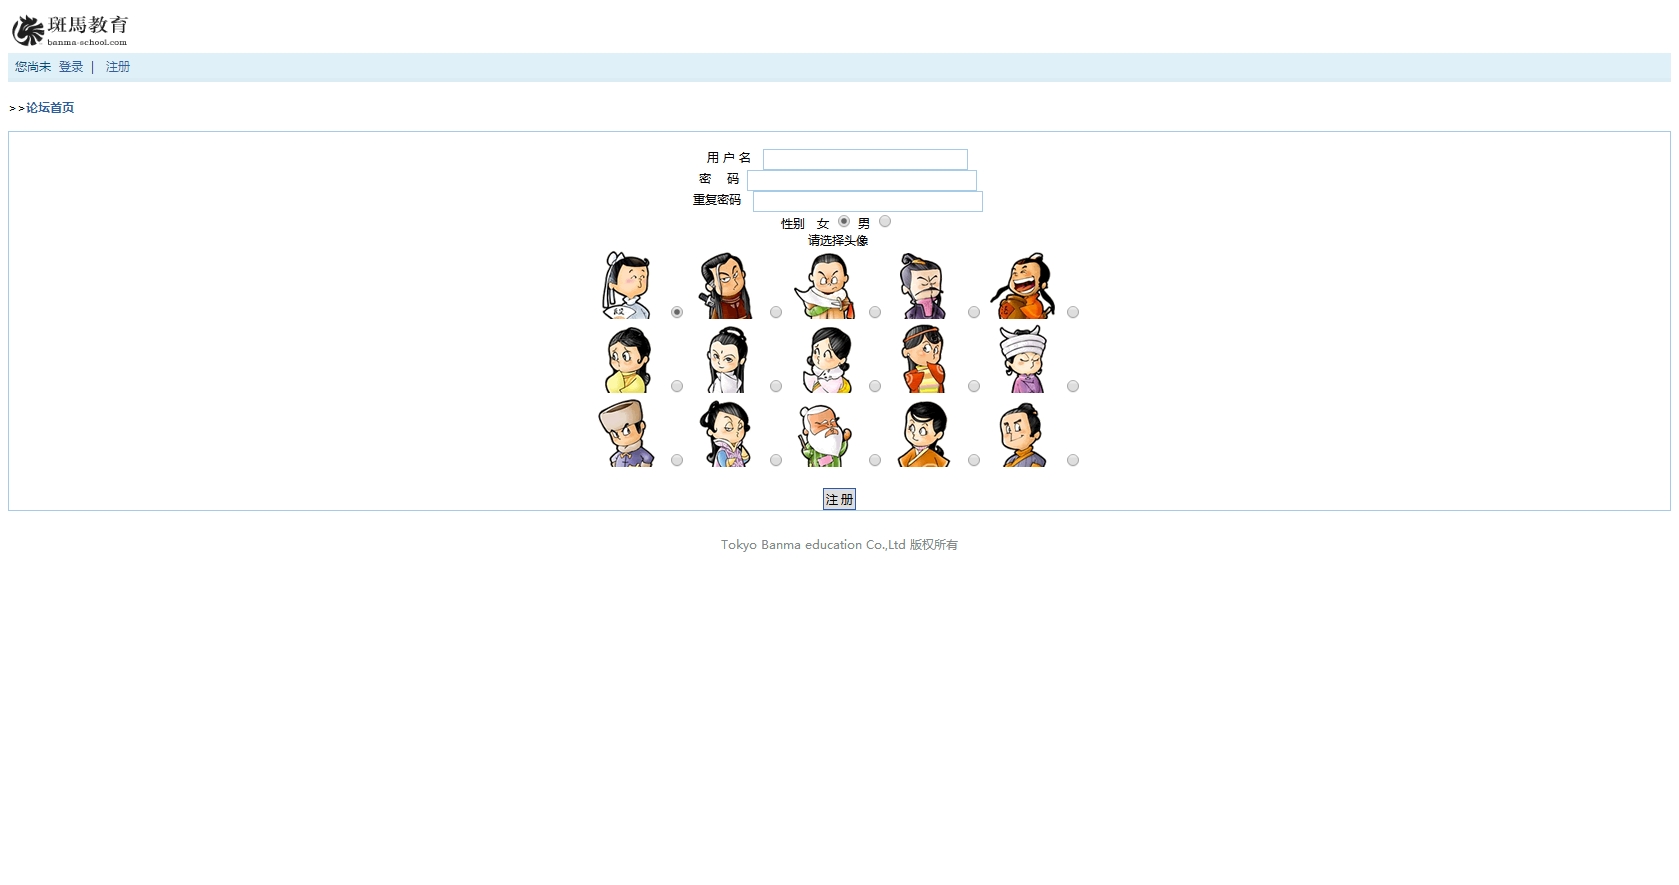 斑馬教育
banma-school.com
您尚未 登录 | 注册
>>论坛首页
用 户 名
密 码
重复密码
性别 女 男
请选择头像
注 册
Tokyo Banma education Co.,Ltd 版权所有